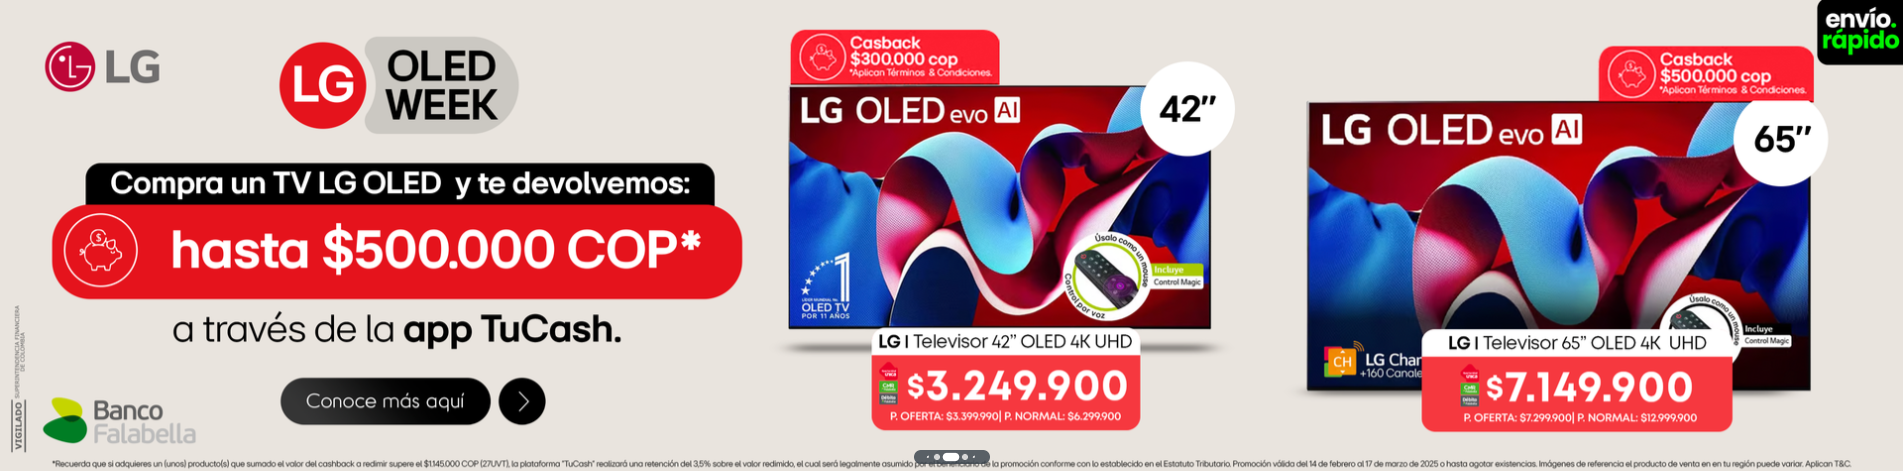 LG
LG
OLED
WEEK
Compra un TV LG OLED y te devolvemos:
hasta $500.000 COP*
a través de la app TuCash.
Conoce más aquí
VIGILADO SUPERINTENDENCIA FINANCIERA
DE COLOMBIA
Banco
Falabella
Casback
$300.000 cop
*Aplican Términos & Condiciones.
LG OLED evo AI
42”
1
LÍDER MUNDIAL No.
OLED TV
POR 11 AÑOS
Úsalo como un mouse
Control por voz
Incluye
Control Magic
LG | Televisor 42” OLED 4K UHD
$3.249.900
P. OFERTA: $3.399.990| P. NORMAL: $6.299.900
Casback
$500.000 cop
*Aplican Términos & Condiciones.
LG OLED evo AI
65”
Úsalo como un mouse
Incluye
Control Magic
CH
LG Chan
+160 Canale
LG | Televisor 65” OLED 4K UHD
$7.149.900
P. OFERTA: $7.299.900| P. NORMAL: $12.999.900
envío.
rápido
*Recuerda que si adquieres un (unos) producto(s) que sumado el valor del cashback a redimir supere el $1.145.000 COP (27UVT), la plataforma “TuCash” realizará una retención del 3,5% sobre el valor redimido, el cual será legalmente asumido por el beneficiario de la promoción conforme con lo establecido en el Estatuto Tributario. Promoción válida del 14 de febrero al 17 de marzo de 2025 o hasta agotar existencias. Imágenes de referencia el producto de venta en en tu región puede variar. Aplican T&C.